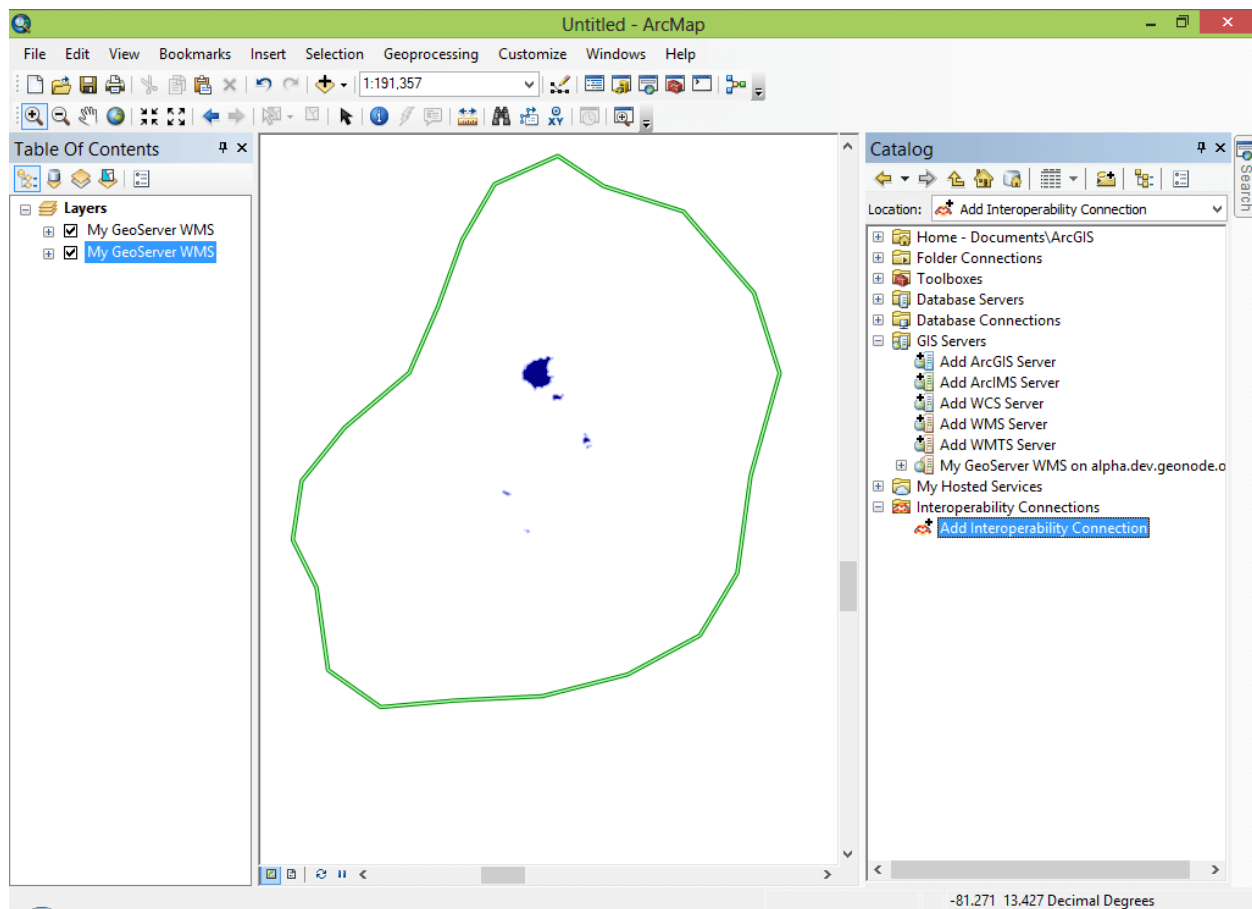 Untitled - ArcMap
File Edit View Bookmarks Insert Selection Geoprocessing Customize Windows Help
1:191,357
XY
Table Of Contents
Layers
My GeoServer WMS
My GeoServer WMS
Catalog
Location: Add Interoperability Connection
Home - Documents\ArcGIS
Folder Connections
Toolboxes
Database Servers
Database Connections
GIS Servers
Add ArcGIS Server
Add ArcIMS Server
Add WCS Server
Add WMS Server
Add WMTS Server
My GeoServer WMS on alpha.dev.geonode.o
My Hosted Services
Interoperability Connections
Add Interoperability Connection
Search
-81.271 13.427 Decimal Degrees